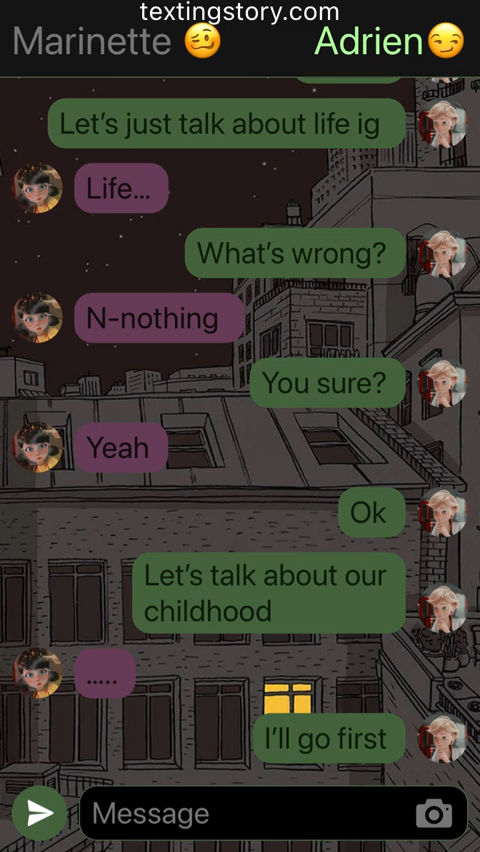 textingstory.com
Marinette 🥴 Adrien😏
Let’s just talk about life ig
Life...
What’s wrong?
N-nothing
You sure?
Yeah
Ok
Let’s talk about our
childhood
.....
I’ll go first
Message